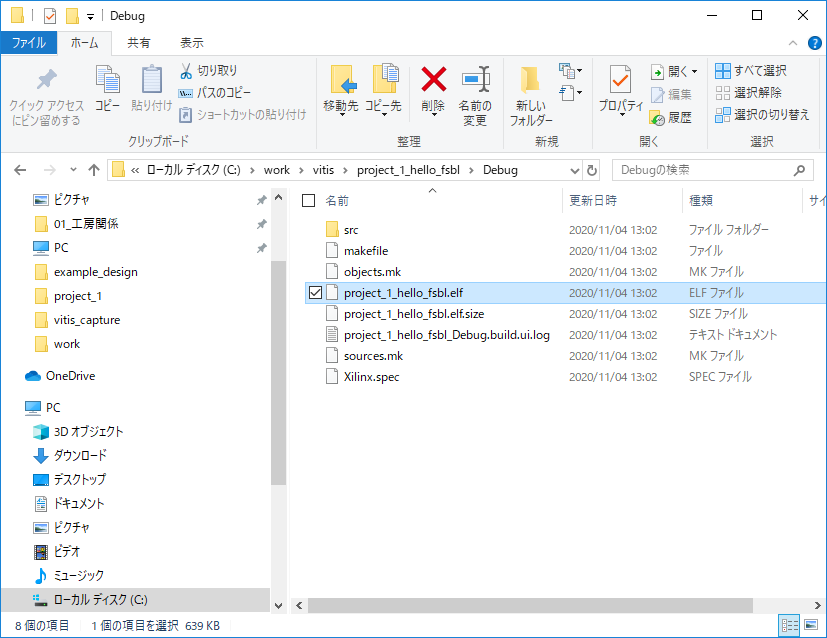 Debug
ファイル ホーム 共有 表示
クイック アクセス
にピン留めする
コピー
貼り付け
切り取り
パスのコピー
ショートカットの貼り付け
クリップボード
移動先
コピー先
削除
名前の
変更
整理
新しい
フォルダー
新規
プロパティ
開く
編集
履歴
開く
すべて選択
選択解除
選択の切り替え
選択
« ローカル ディスク (C:) › work › vitis › project_1_hello_fsbl › Debug
Debugの検索
ピクチャ
01_工房関係
PC
example_design
project_1
vitis_capture
work
OneDrive
PC
3D オブジェクト
ダウンロード
デスクトップ
ドキュメント
ピクチャ
ビデオ
ミュージック
ローカル ディスク (C:)
名前 更新日時 種類 サイ
src 2020/11/04 13:02 ファイル フォルダー
makefile 2020/11/04 13:02 ファイル
objects.mk 2020/11/04 13:02 MK ファイル
project_1_hello_fsbl.elf 2020/11/04 13:02 ELF ファイル
project_1_hello_fsbl.elf.size 2020/11/04 13:02 SIZE ファイル
project_1_hello_fsbl_Debug.build.ui.log 2020/11/04 13:02 テキスト ドキュメント
sources.mk 2020/11/04 13:02 MK ファイル
Xilinx.spec 2020/11/04 13:02 SPEC ファイル
8 個の項目 1 個の項目を選択 639 KB